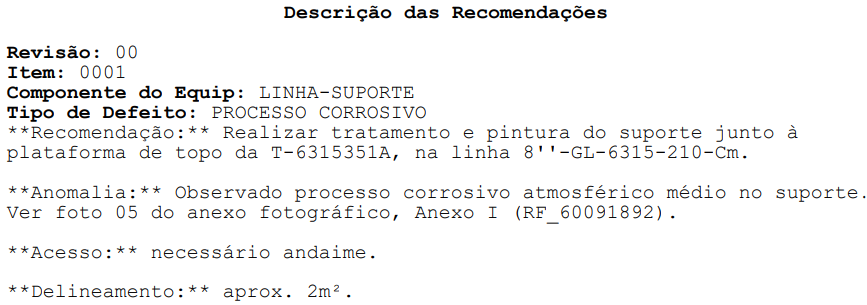 Descrição das Recomendações
Revisão: 00
Item: 0001
Componente do Equip: LINHA-SUPORTE
Tipo de Defeito: PROCESSO CORROSIVO
**Recomendação:** Realizar tratamento e pintura do suporte junto à
plataforma de topo da T-6315351A, na linha 8''-GL-6315-210-Cm.
**Anomalia:** Observado processo corrosivo atmosférico médio no suporte.
Ver foto 05 do anexo fotográfico, Anexo I (RF_60091892).
**Acesso:** necessário andaime.
**Delineamento:** aprox. 2m².